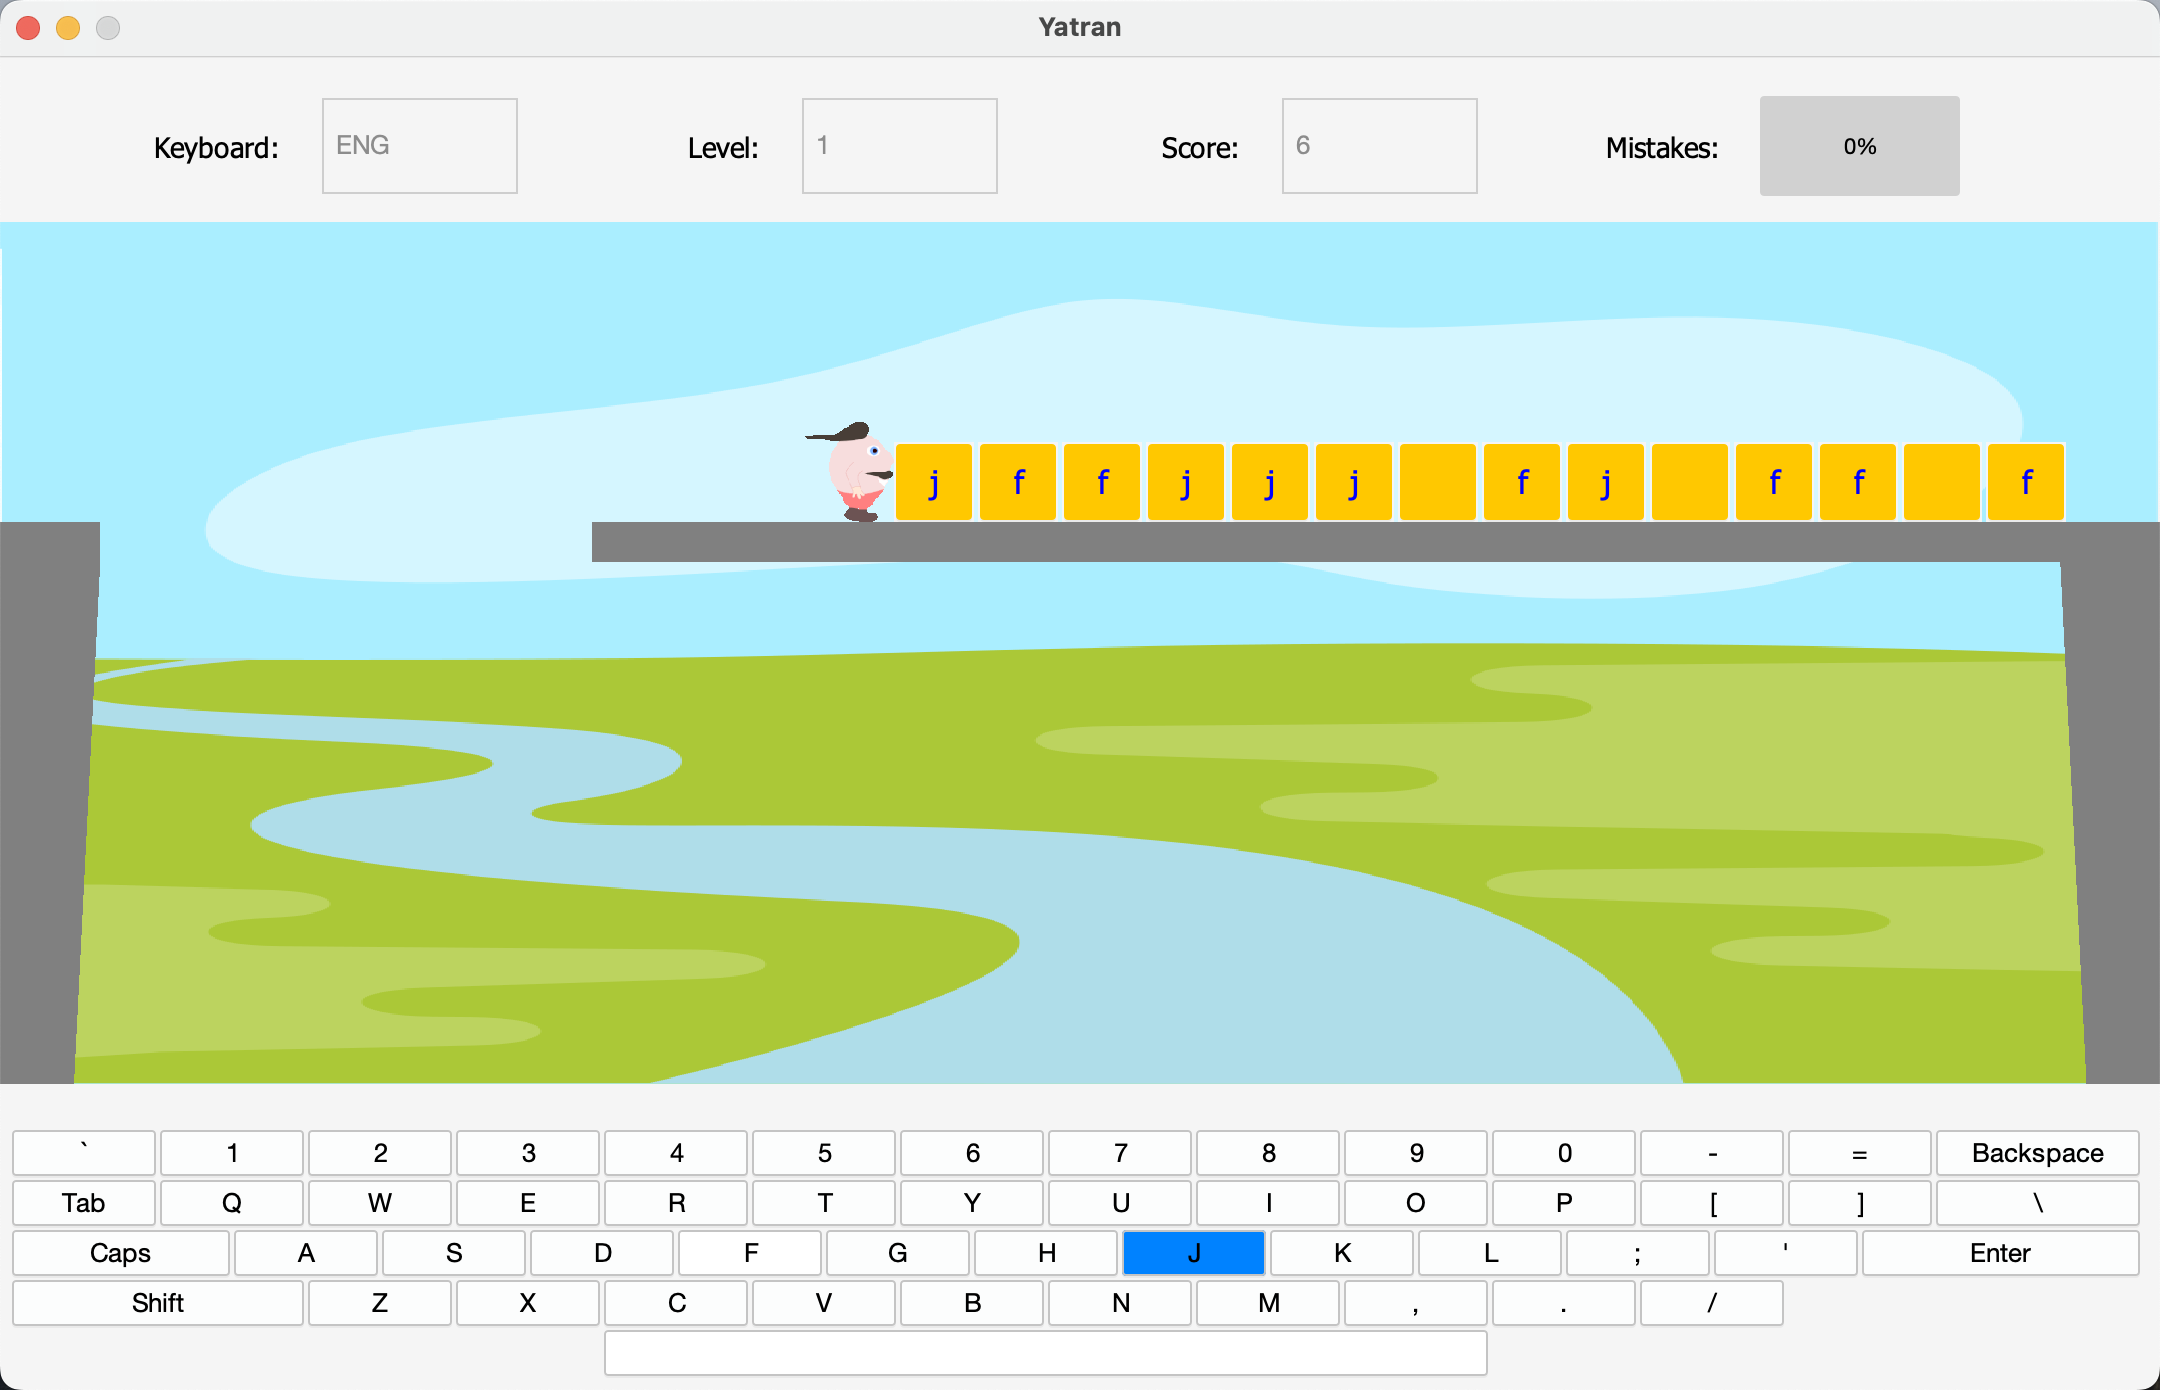 Yatran
Keyboard: ENG Level: 1 Score: 6 Mistakes: 0%
j f f j j j f j f f f
` 1 2 3 4 5 6 7 8 9 0 - = Backspace
Tab Q W E R T Y U I O P [ ] \
Caps A S D F G H J K L ; ' Enter
Shift Z X C V B N M , . /